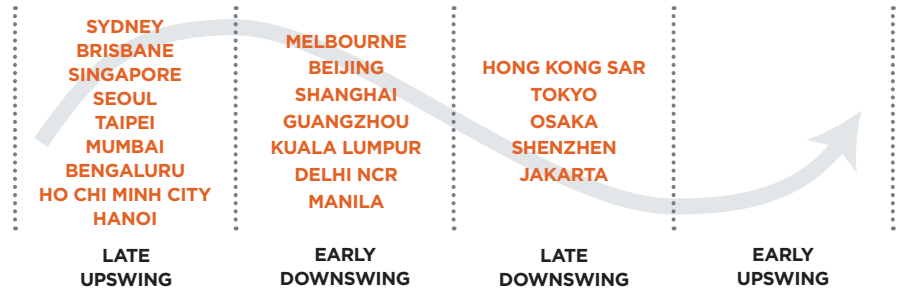 SYDNEY
BRISBANE
SINGAPORE
SEOUL
TAIPEI
MUMBAI
BENGALURU
HO CHI MINH CITY
HANOI
LATE
UPSWING
MELBOURNE
BEIJING
SHANGHAI
GUANGZHOU
KUALA LUMPUR
DELHI NCR
MANILA
EARLY
DOWNSWING
HONG KONG SAR
TOKYO
OSAKA
SHENZHEN
JAKARTA
LATE
DOWNSWING
EARLY
UPSWING